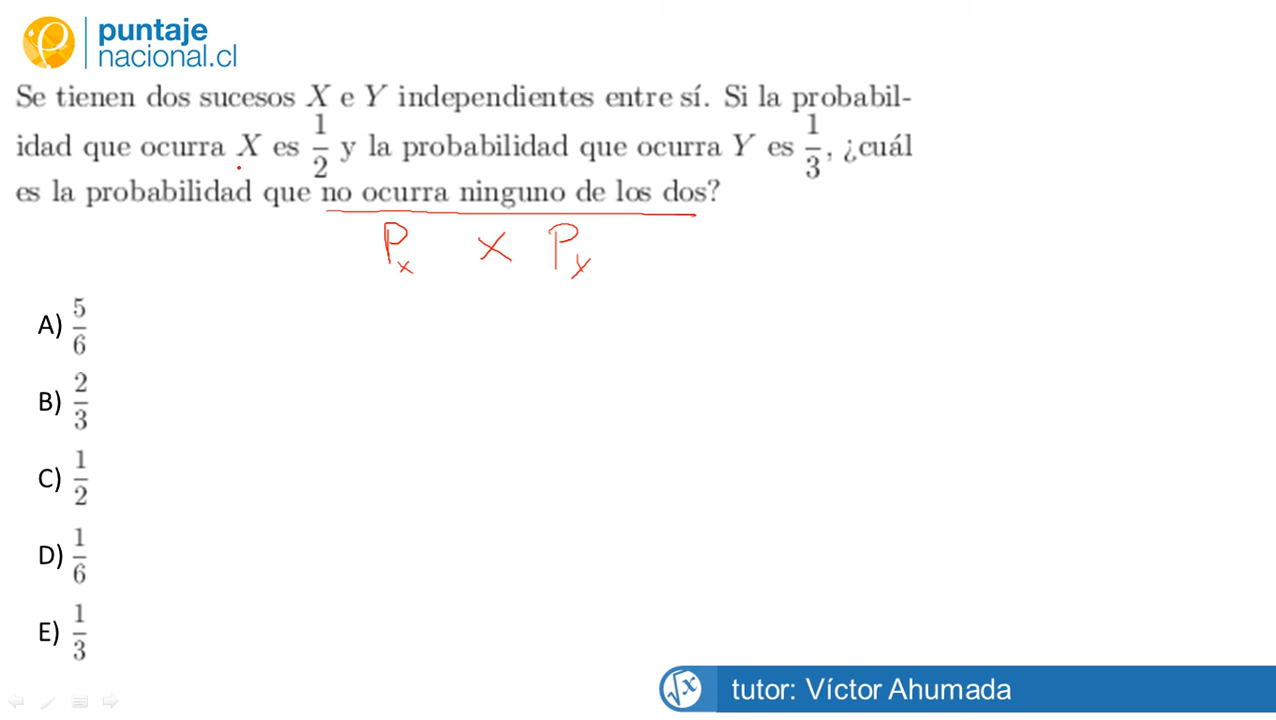 puntaje
nacional.cl
Se tienen dos sucesos X e Y independientes entre sí. Si la probabil-
idad que ocurra X es 1/2 y la probabilidad que ocurra Y es 1/3, ¿cuál
es la probabilidad que no ocurra ninguno de los dos?
Pₓ × Pᵧ
A) 5/6
B) 2/3
C) 1/2
D) 1/6
E) 1/3
√x tutor: Víctor Ahumada